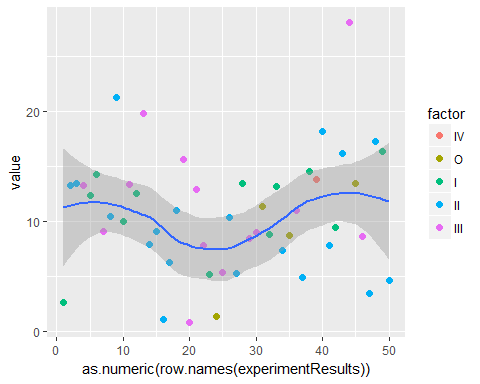 value
20
10
0
0
10
20
30
40
50
as.numeric(row.names(experimentResults))
factor
IV
O
I
II
III